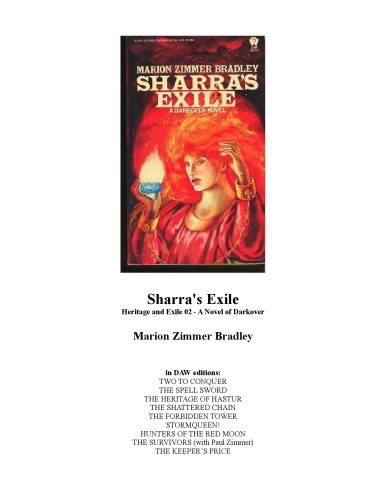 MARION ZIMMER BRADLEY
SHARRA'S
EXILE
A DARKOVER NOVEL
Sharra's Exile
Heritage and Exile 02 - A Novel of Darkover
Marion Zimmer Bradley
in DAW editions:
TWO TO CONQUER
THE SPELL SWORD
THE HERITAGE OF HASTUR
THE SHATTERED CHAIN
THE FORBIDDEN TOWER
STORMQUEEN!
HUNTERS OF THE RED MOON
THE SURVIVORS (with Paul Zimmer)
THE KEEPER’S PRICE